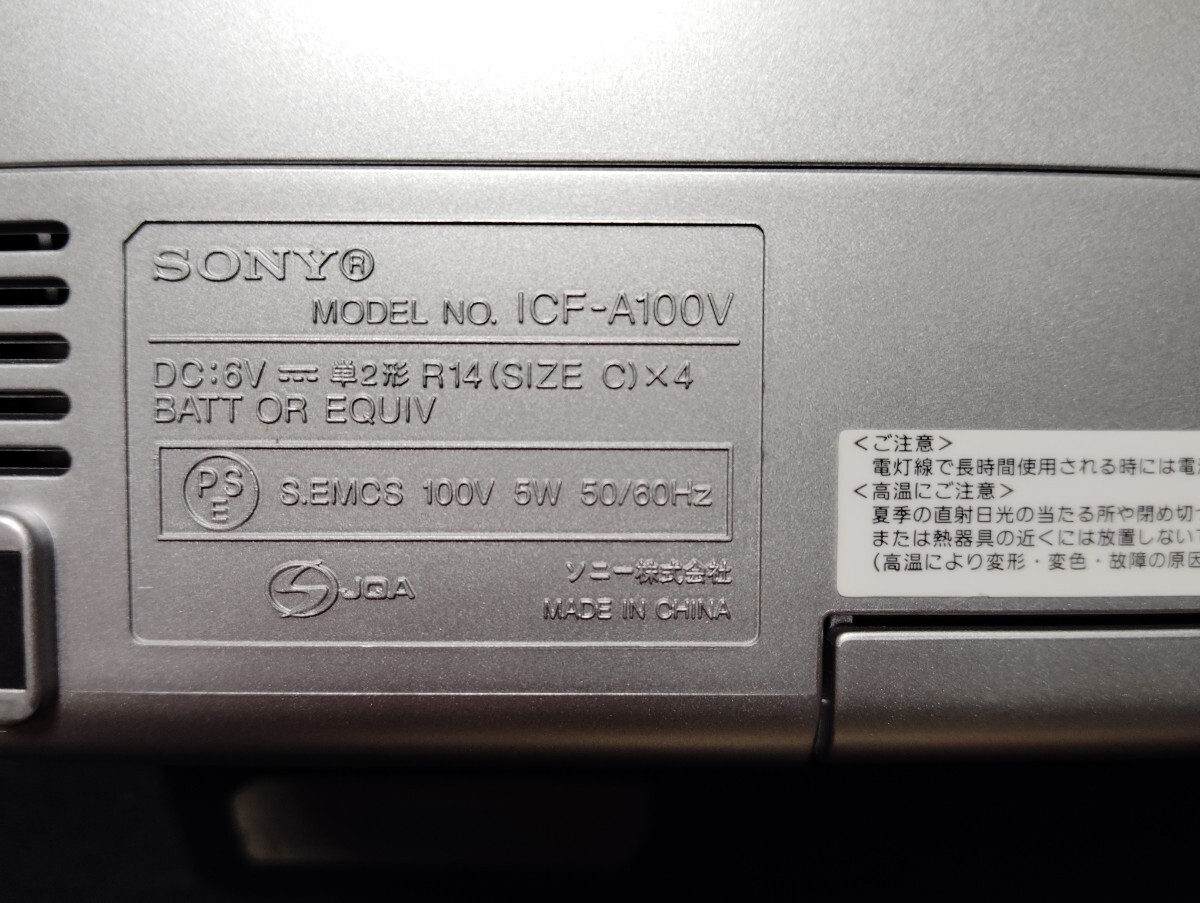 SONY®
MODEL NO. ICF-A100V
DC:6V ⎓ 単2形 R14(SIZE C)×4
BATT OR EQUIV
PSE S.EMCS 100V 5W 50/60Hz
JQA
ソニー株式会社
MADE IN CHINA
<ご注意>
電灯線で長時間使用される時には電
<高温にご注意>
夏季の直射日光の当たる所や閉め切
または熱器具の近くには放置しない
(高温により変形・変色・故障の原因